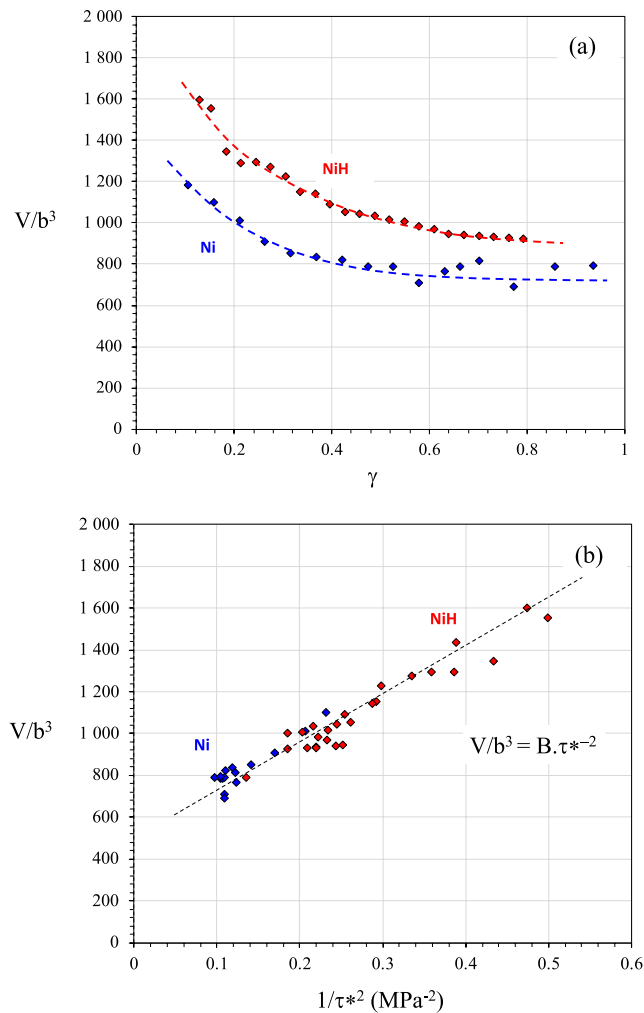 2 000
(a)
1 800
1 600
1 400
NiH
1 200
V/b³
1 000
Ni
800
600
400
200
0
0 0.2 0.4 0.6 0.8 1
γ
2 000
(b)
1 800
1 600
NiH
1 400
1 200
V/b³
1 000
V/b³ = B.τ*⁻²
Ni
800
600
400
200
0
0 0.1 0.2 0.3 0.4 0.5 0.6
1/τ*² (MPa⁻²)